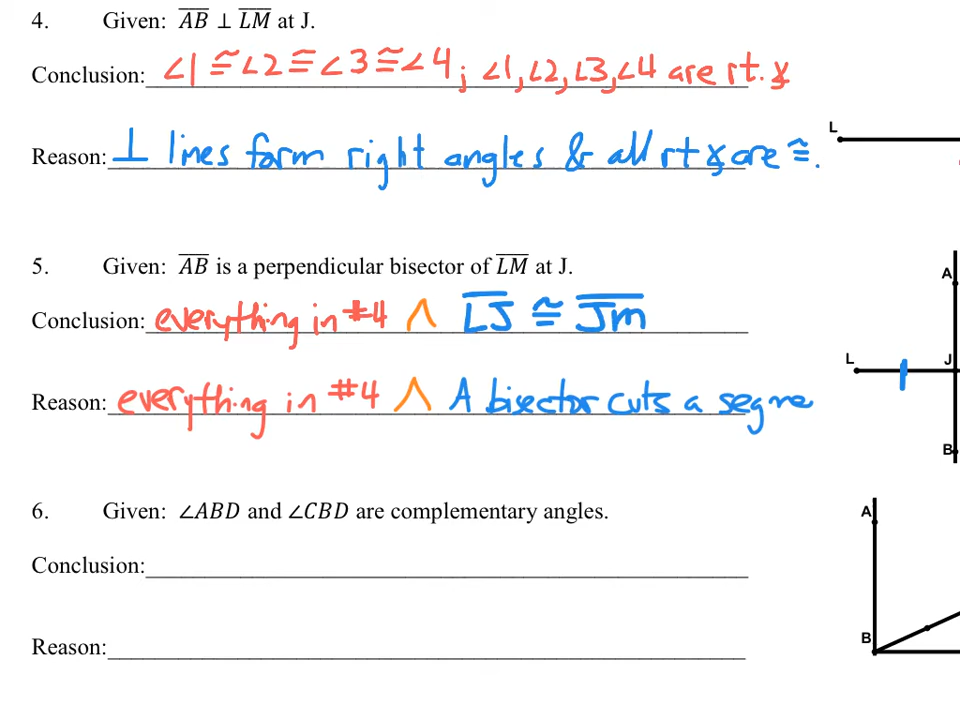 4. Given: AB ⊥ LM at J.
Conclusion: ∠1 ≅ ∠2 ≅ ∠3 ≅ ∠4; ∠1, ∠2, ∠3, ∠4 are rt. ∡
Reason: ⊥ lines form right angles & all rt ∡ are ≅.
L
5. Given: AB is a perpendicular bisector of LM at J.
A
Conclusion: everything in #4 ∧ LJ ≅ JM
L J
Reason: everything in #4 ∧ A bisector cuts a segme
B
6. Given: ∠ABD and ∠CBD are complementary angles.
A
Conclusion:
B
Reason: